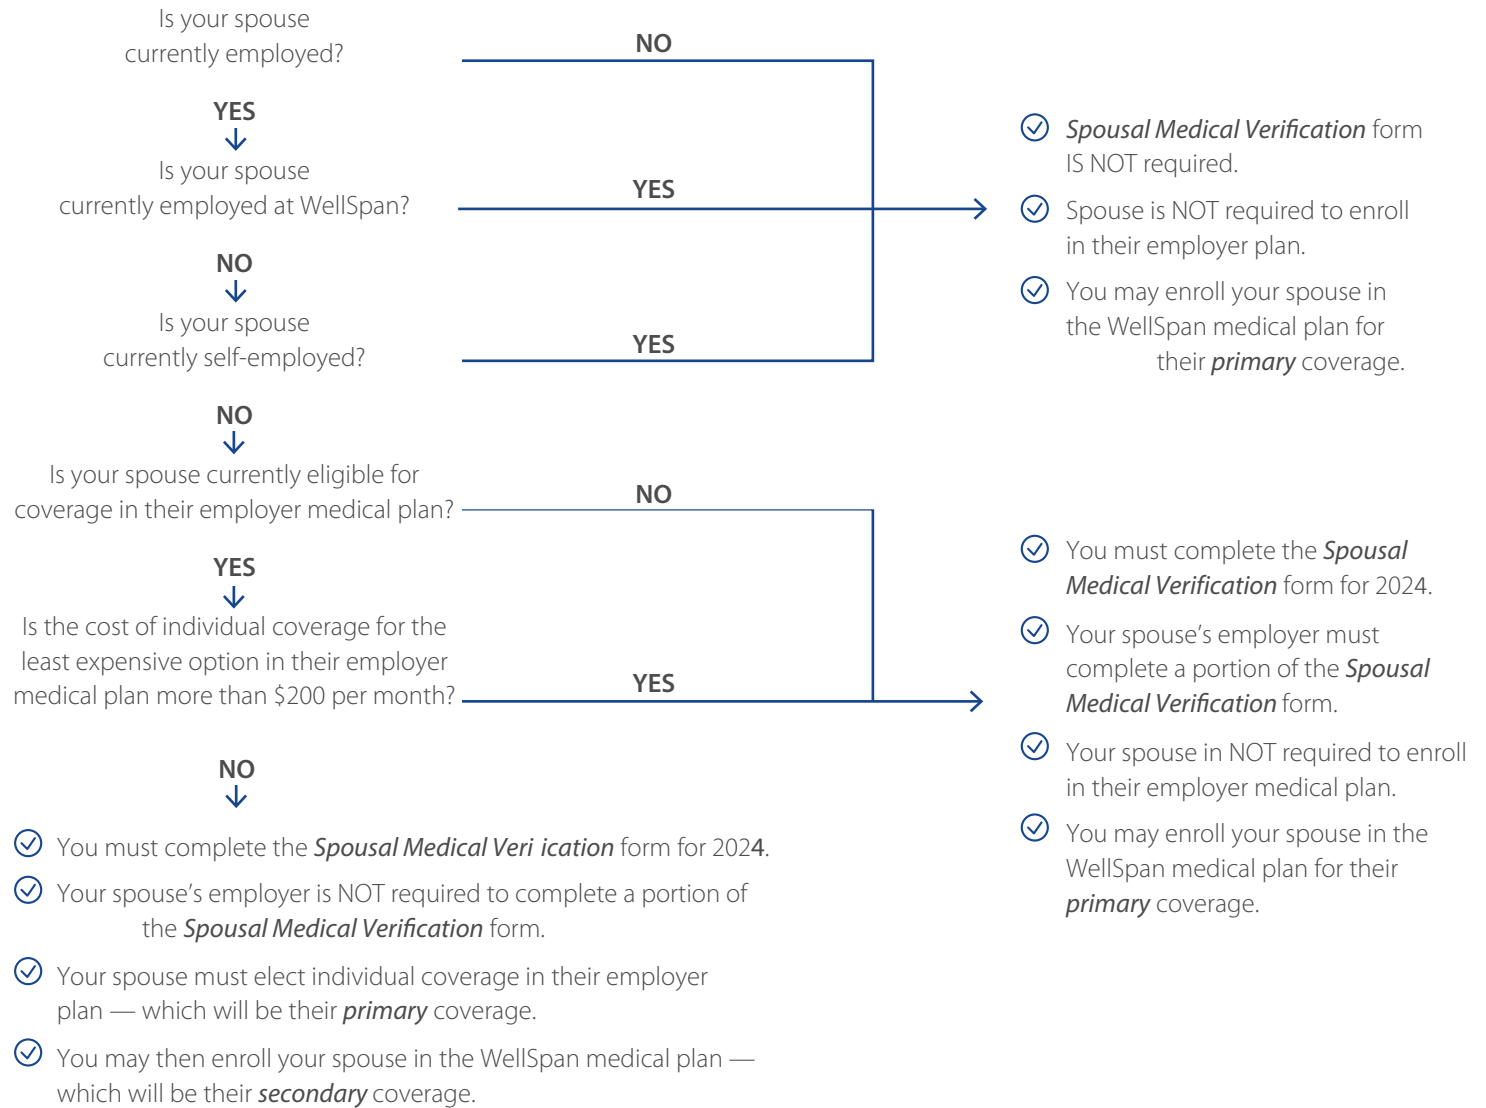 Is your spouse
currently employed?
NO
YES
Is your spouse
currently employed at WellSpan?
YES
NO
Is your spouse
currently self-employed?
YES
Spousal Medical Verification form
IS NOT required.
Spouse is NOT required to enroll
in their employer plan.
You may enroll your spouse in
the WellSpan medical plan for
their primary coverage.
NO
Is your spouse currently eligible for
coverage in their employer medical plan?
NO
YES
Is the cost of individual coverage for the
least expensive option in their employer
medical plan more than $200 per month?
YES
You must complete the Spousal
Medical Verification form for 2024.
Your spouse's employer must
complete a portion of the Spousal
Medical Verification form.
Your spouse in NOT required to enroll
in their employer medical plan.
You may enroll your spouse in the
WellSpan medical plan for their
primary coverage.
NO
You must complete the Spousal Medical Veri ication form for 2024.
Your spouse's employer is NOT required to complete a portion of
the Spousal Medical Verification form.
Your spouse must elect individual coverage in their employer
plan — which will be their primary coverage.
You may then enroll your spouse in the WellSpan medical plan —
which will be their secondary coverage.